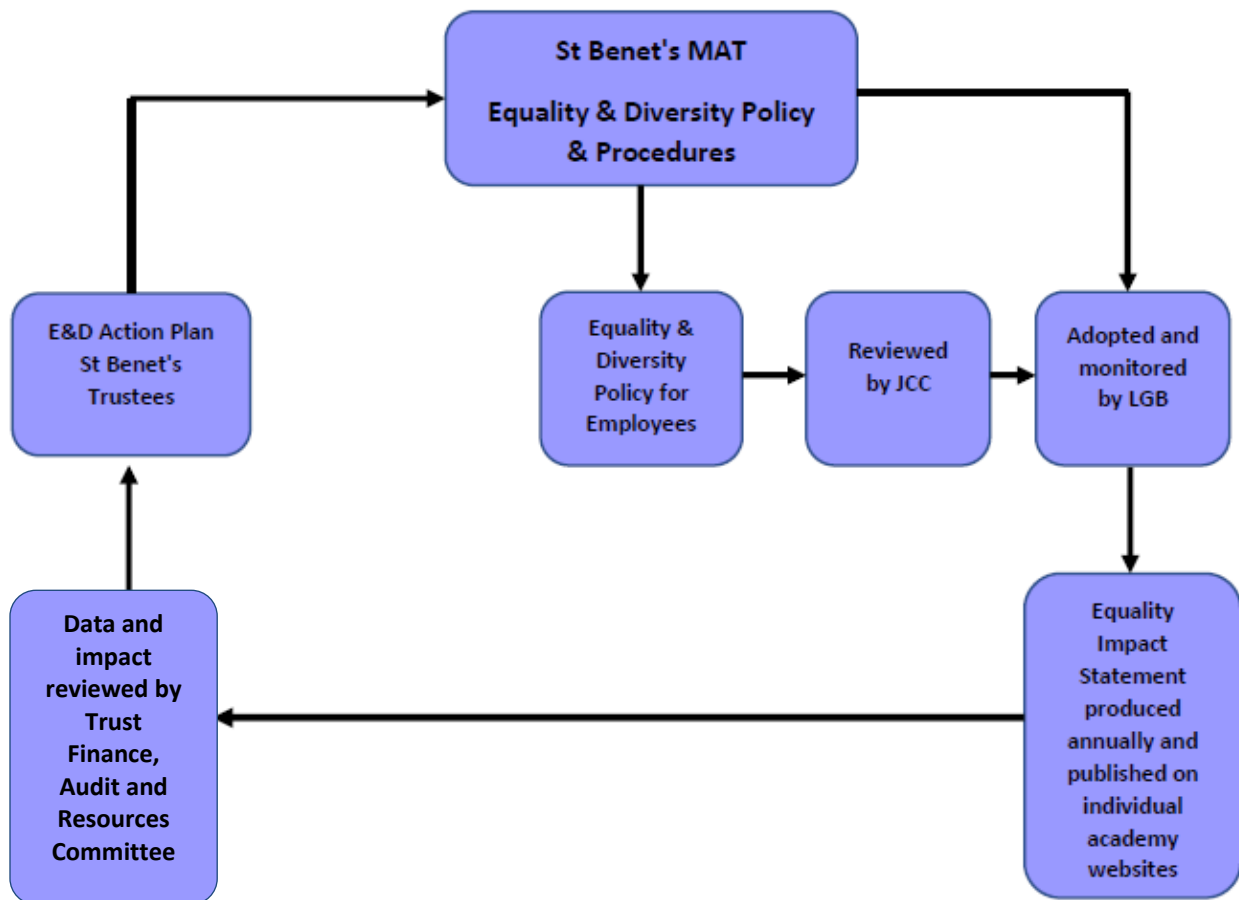 St Benet's MAT
Equality & Diversity Policy
& Procedures
E&D Action Plan
St Benet's
Trustees
Equality &
Diversity
Policy for
Employees
Reviewed
by JCC
Adopted and
monitored
by LGB
Data and
impact
reviewed by
Trust
Finance,
Audit and
Resources
Committee
Equality
Impact
Statement
produced
annually and
published on
individual
academy
websites